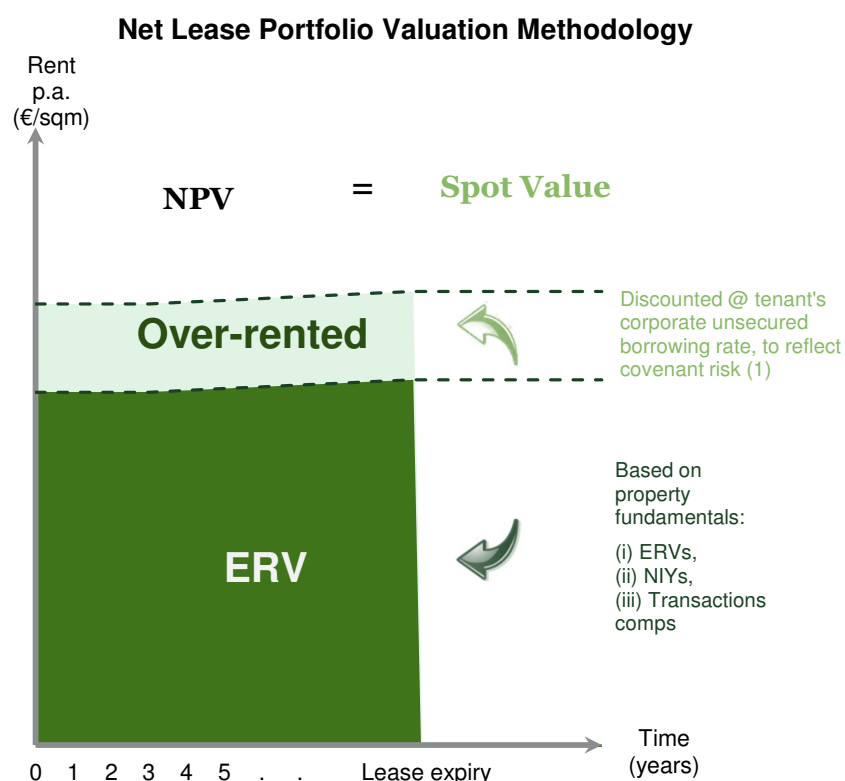 Net Lease Portfolio Valuation Methodology
Rent
p.a.
(€/sqm)
NPV = Spot Value
Over-rented
Discounted @ tenant's
corporate unsecured
borrowing rate, to reflect
covenant risk (1)
ERV
Based on
property
fundamentals:
(i) ERVs,
(ii) NIYs,
(iii) Transactions
comps
Time
(years)
0 1 2 3 4 5 . . Lease expiry